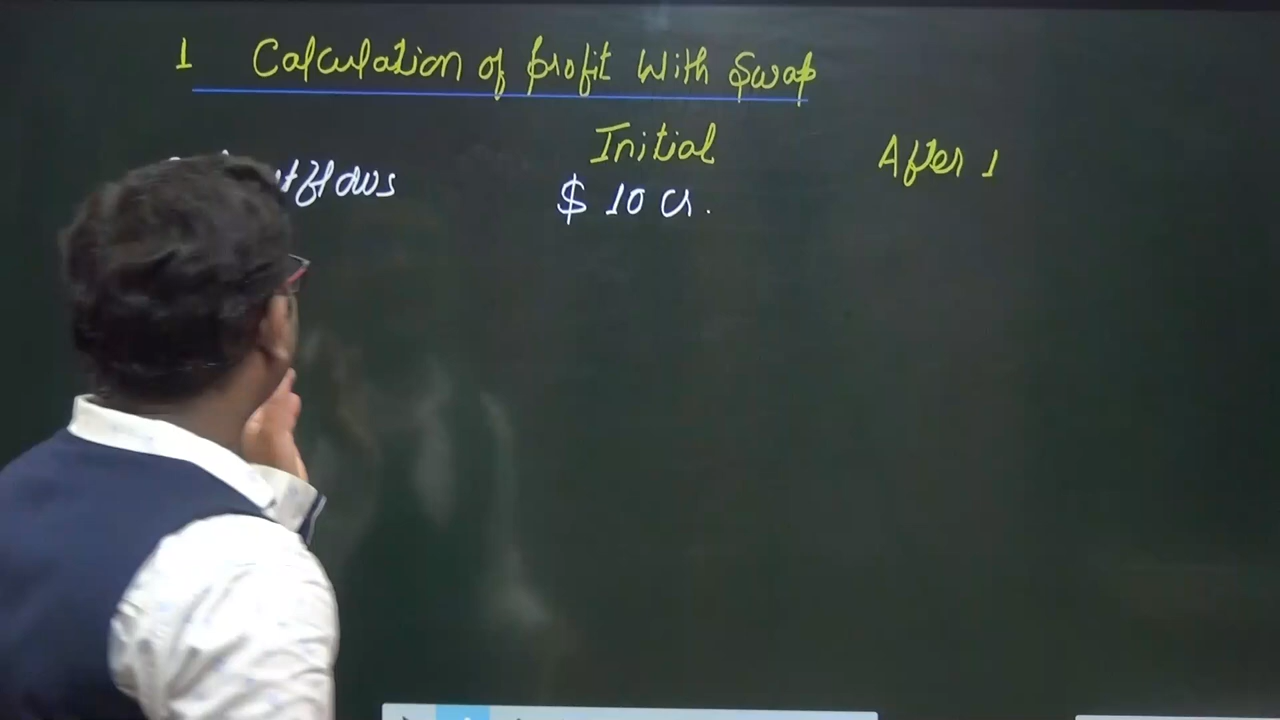 1 Calculation of profit With Swap
Initial After 1
$ 10 Cr.